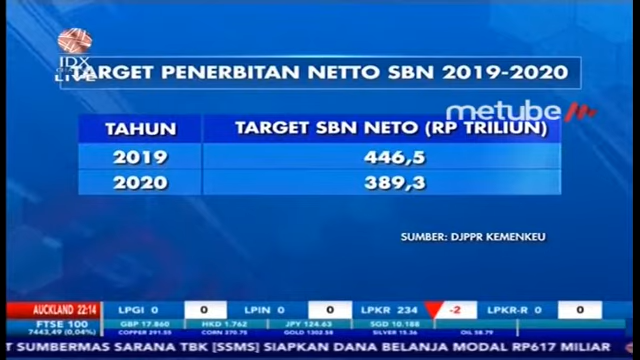 IDX
LIVE
TARGET PENERBITAN NETTO SBN 2019-2020
metube
TAHUN TARGET SBN NETO (RP TRILIUN)
2019 446,5
2020 389,3
SUMBER: DJPPR KEMENKEU
AUCKLAND 22:14 LPGI 0 0 LPIN 0 0 LPKR 234 -2 LPKR-R 0 0
FTSE 100 GBP 17.860 HKD 1.762 JPY 124.63 SGD 10.188
7443,49 (0,04%) COPPER 291.55 CORN 270.75 GOLD 1302.58 SILVER 15.36 OIL 58.79
T SUMBERMAS SARANA TBK [SSMS] SIAPKAN DANA BELANJA MODAL RP617 MILIAR